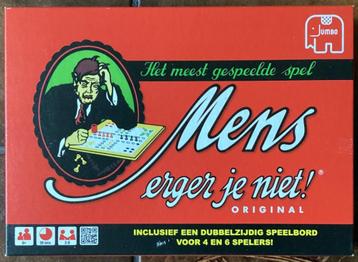 Jumbo
Het meest gespeelde spel
Mens
erger je niet!®
ORIGINAL
INCLUSIEF EEN DUBBELZIJDIG SPEELBORD
VOOR 4 EN 6 SPELERS!